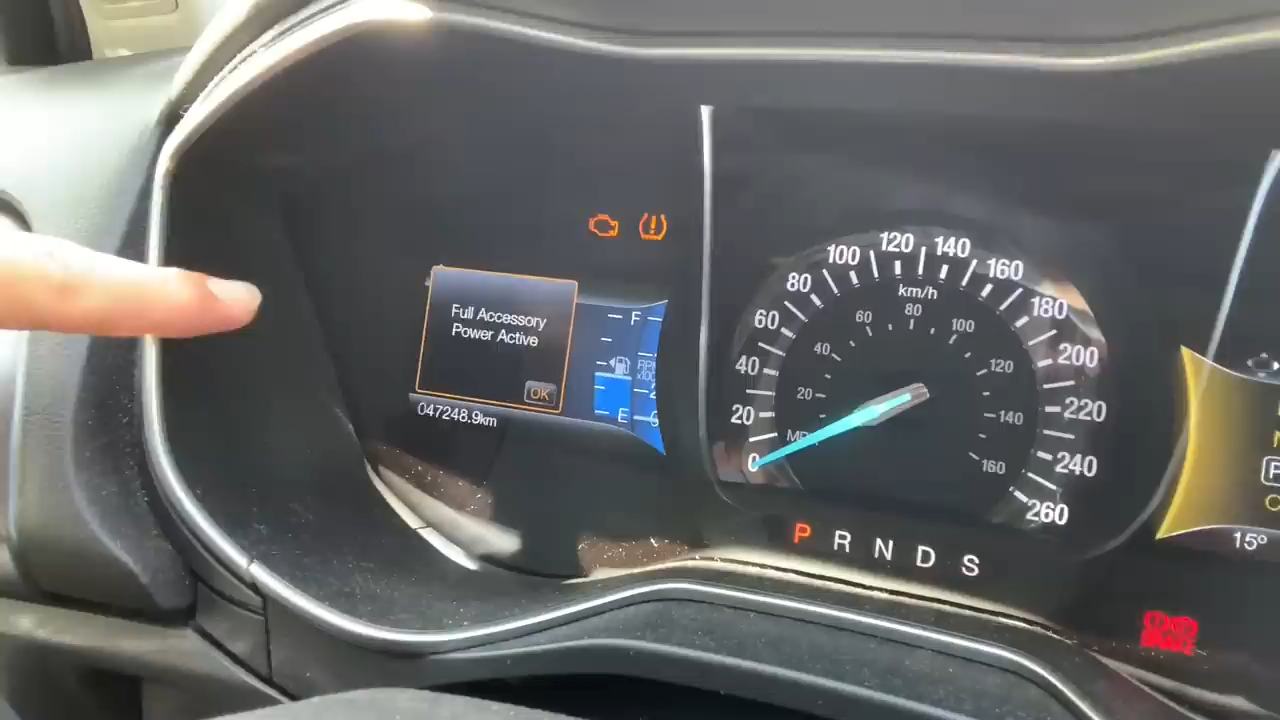 Full Accessory
Power Active
OK
047248.9km
F
E
0
20
40
60
80
100
120
140
160
180
200
220
240
260
km/h
20
40
60
80
100
120
140
160
P R N D S
P
15°